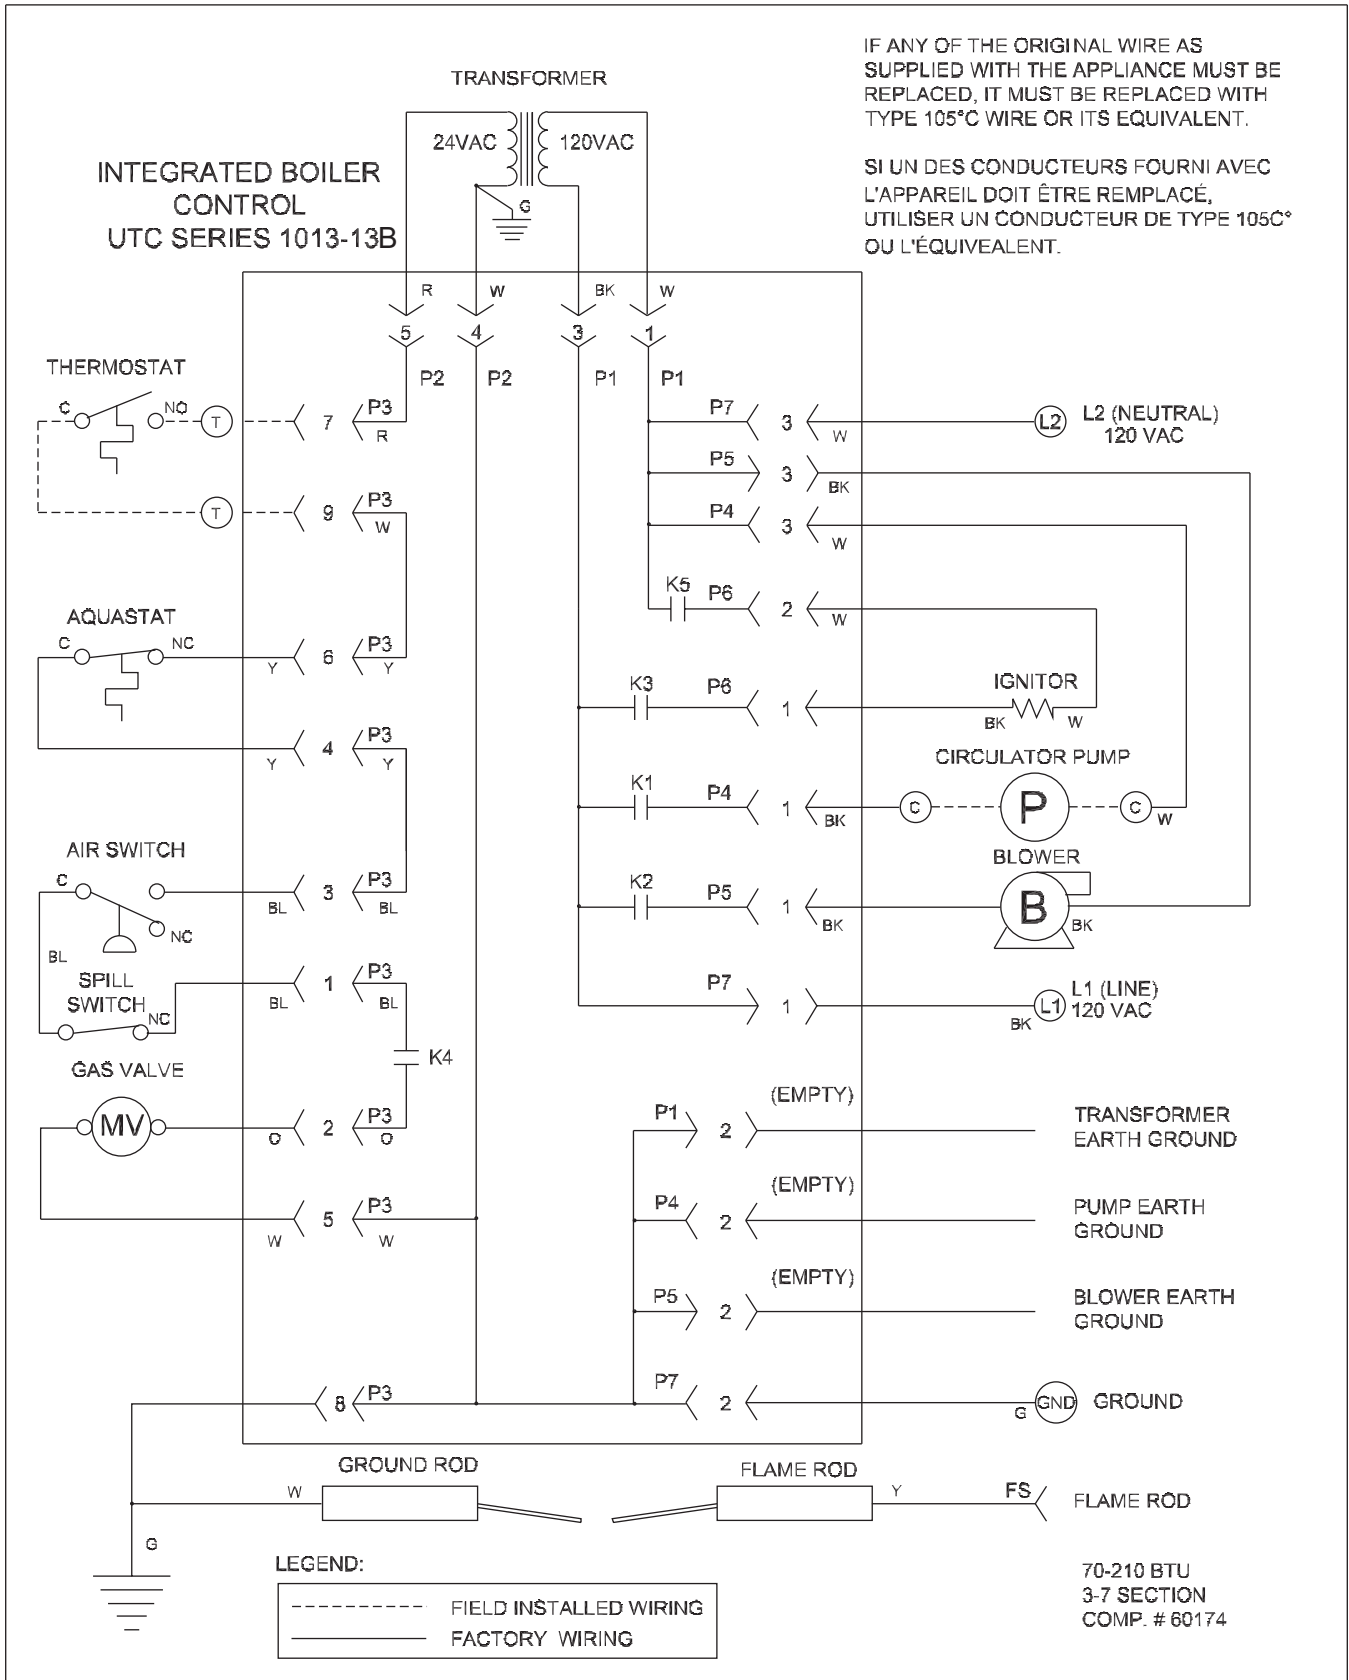 IF ANY OF THE ORIGINAL WIRE AS
SUPPLIED WITH THE APPLIANCE MUST BE
REPLACED, IT MUST BE REPLACED WITH
TYPE 105°C WIRE OR ITS EQUIVALENT.
SI UN DES CONDUCTEURS FOURNI AVEC
L'APPAREIL DOIT ÊTRE REMPLACÉ,
UTILISER UN CONDUCTEUR DE TYPE 105C°
OU L'ÉQUIVEALENT.
TRANSFORMER
24VAC 120VAC
G
INTEGRATED BOILER
CONTROL
UTC SERIES 1013-13B
R W BK W
5 4 3 1
P2 P2 P1 P1
THERMOSTAT
C NO T 7 P3
R
T 9 P3
W
AQUASTAT
C NC
Y 6 P3
Y
Y 4 P3
Y
AIR SWITCH
C
BL 3 P3
BL
NC
BL
SPILL
SWITCH
NC
BL 1 P3
BL
K4
GAS VALVE
MV
O 2 P3
O
W 5 P3
W
8 P3
P7 3 W L2 L2 (NEUTRAL)
120 VAC
P5 3 BK
P4 3 W
K5 P6 2 W
K3 P6 1 BK IGNITOR W
CIRCULATOR PUMP
K1 P4 1 BK C P C W
BLOWER
K2 P5 1 BK B BK
P7 1 BK L1 L1 (LINE)
120 VAC
(EMPTY)
P1 2 TRANSFORMER
EARTH GROUND
(EMPTY)
P4 2 PUMP EARTH
GROUND
(EMPTY)
P5 2 BLOWER EARTH
GROUND
P7 2 G GND GROUND
GROUND ROD
W
FLAME ROD
Y FS FLAME ROD
G
LEGEND:
FIELD INSTALLED WIRING
FACTORY WIRING
70-210 BTU
3-7 SECTION
COMP. # 60174